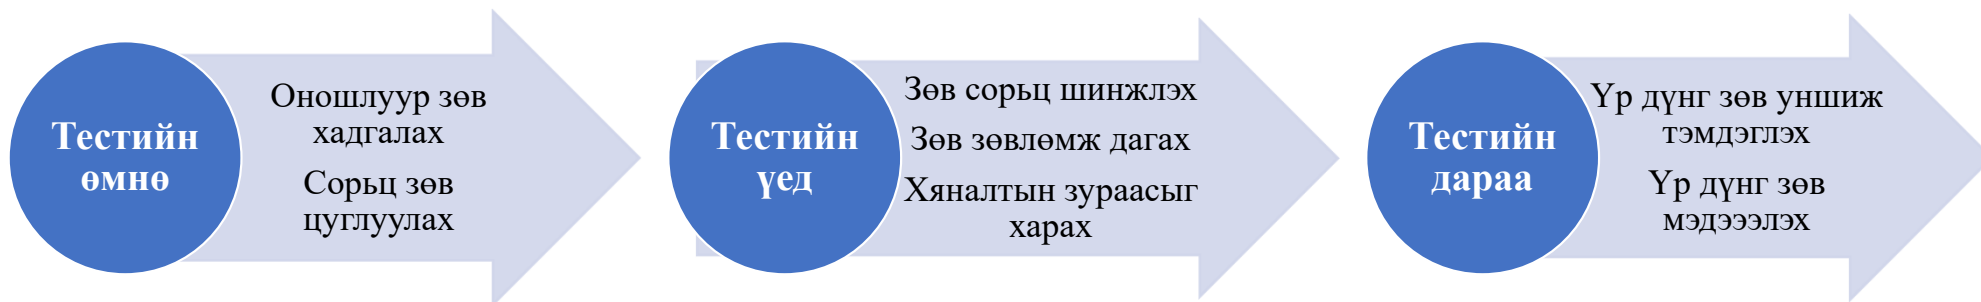 Тестийн
өмнө
Оношлуур зөв
хадгалах
Сорьц зөв
цуглуулах
Тестийн
үед
Зөв сорьц шинжлэх
Зөв зөвлөмж дагах
Хяналтын зураасыг
харах
Тестийн
дараа
Үр дүнг зөв уншиж
тэмдэглэх
Үр дүнг зөв
мэдэээлэх